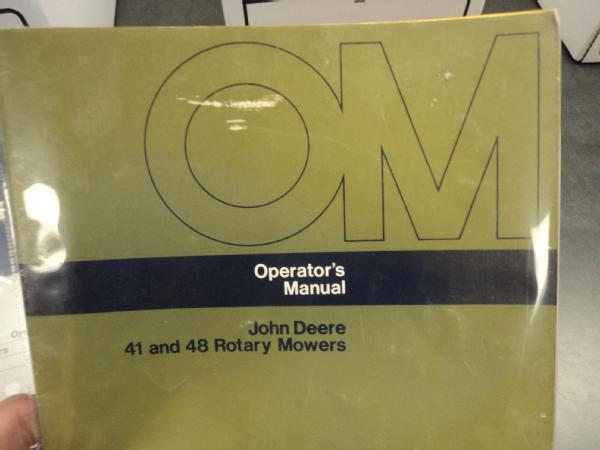 OM
Operator's
Manual
John Deere
41 and 48 Rotary Mowers